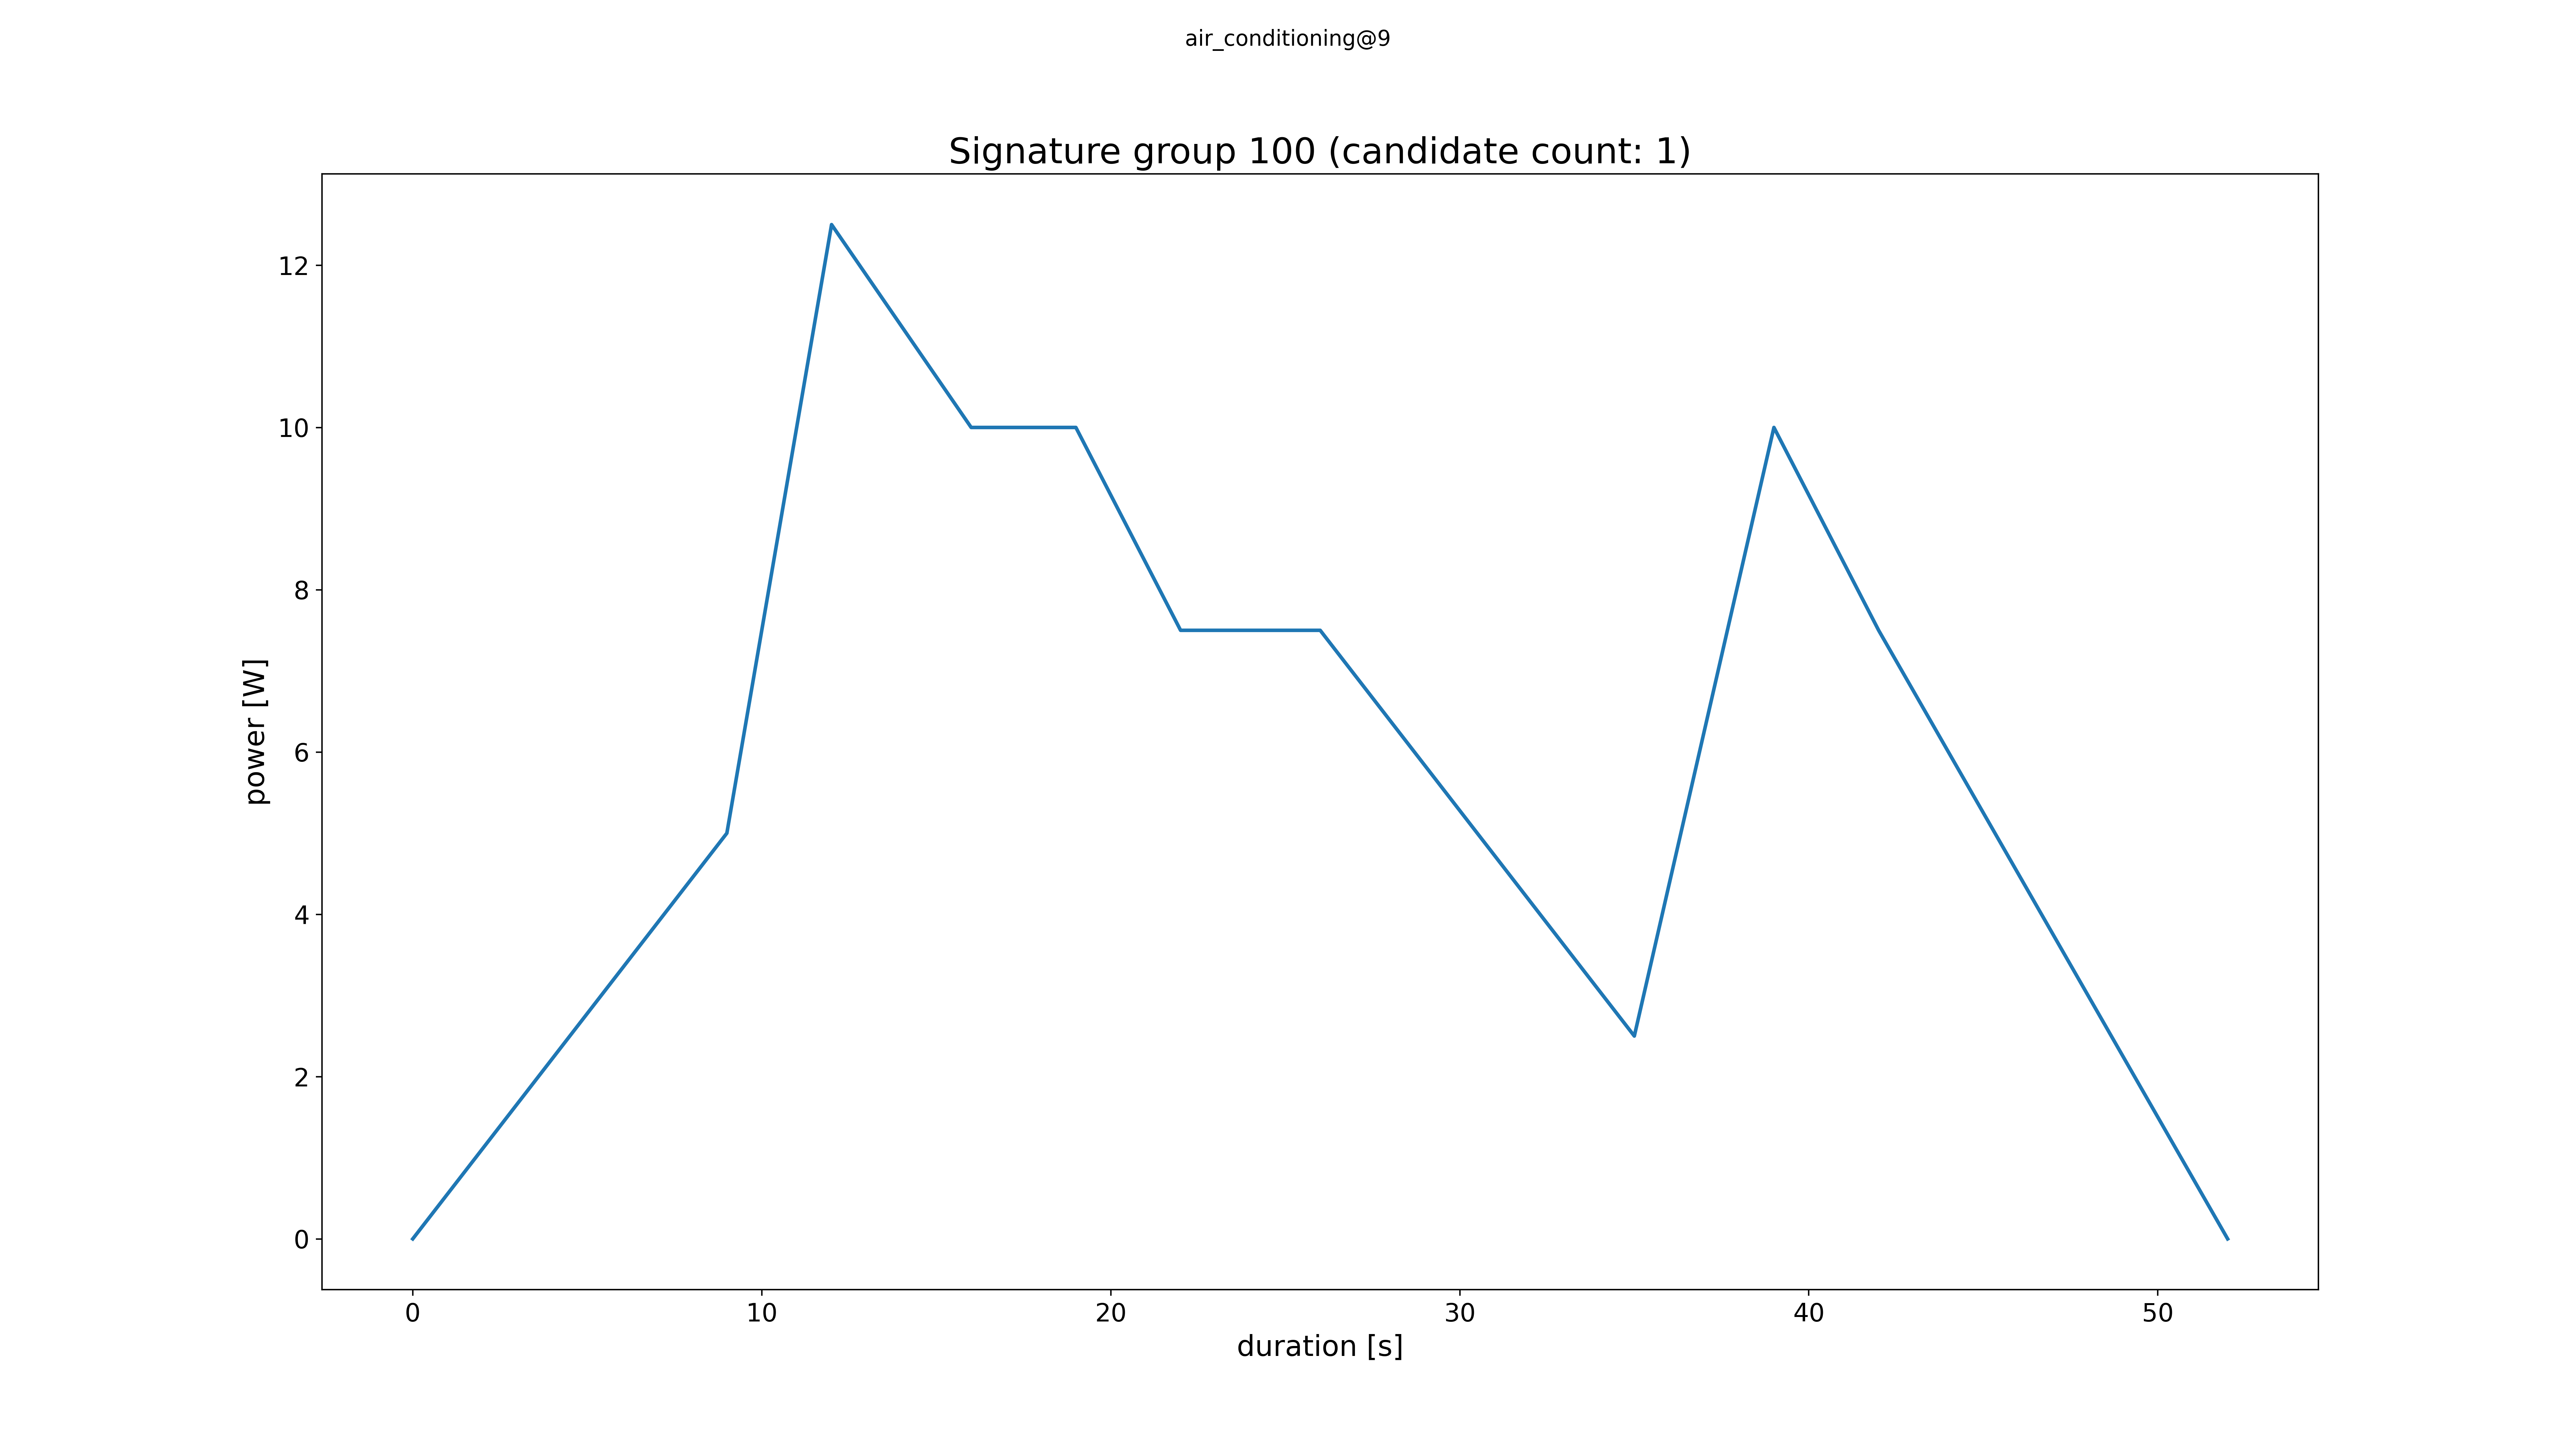 air_conditioning@9
Signature group 100 (candidate count: 1)
12
10
8
6
4
2
0
power [W]
0 10 20 30 40 50
duration [s]